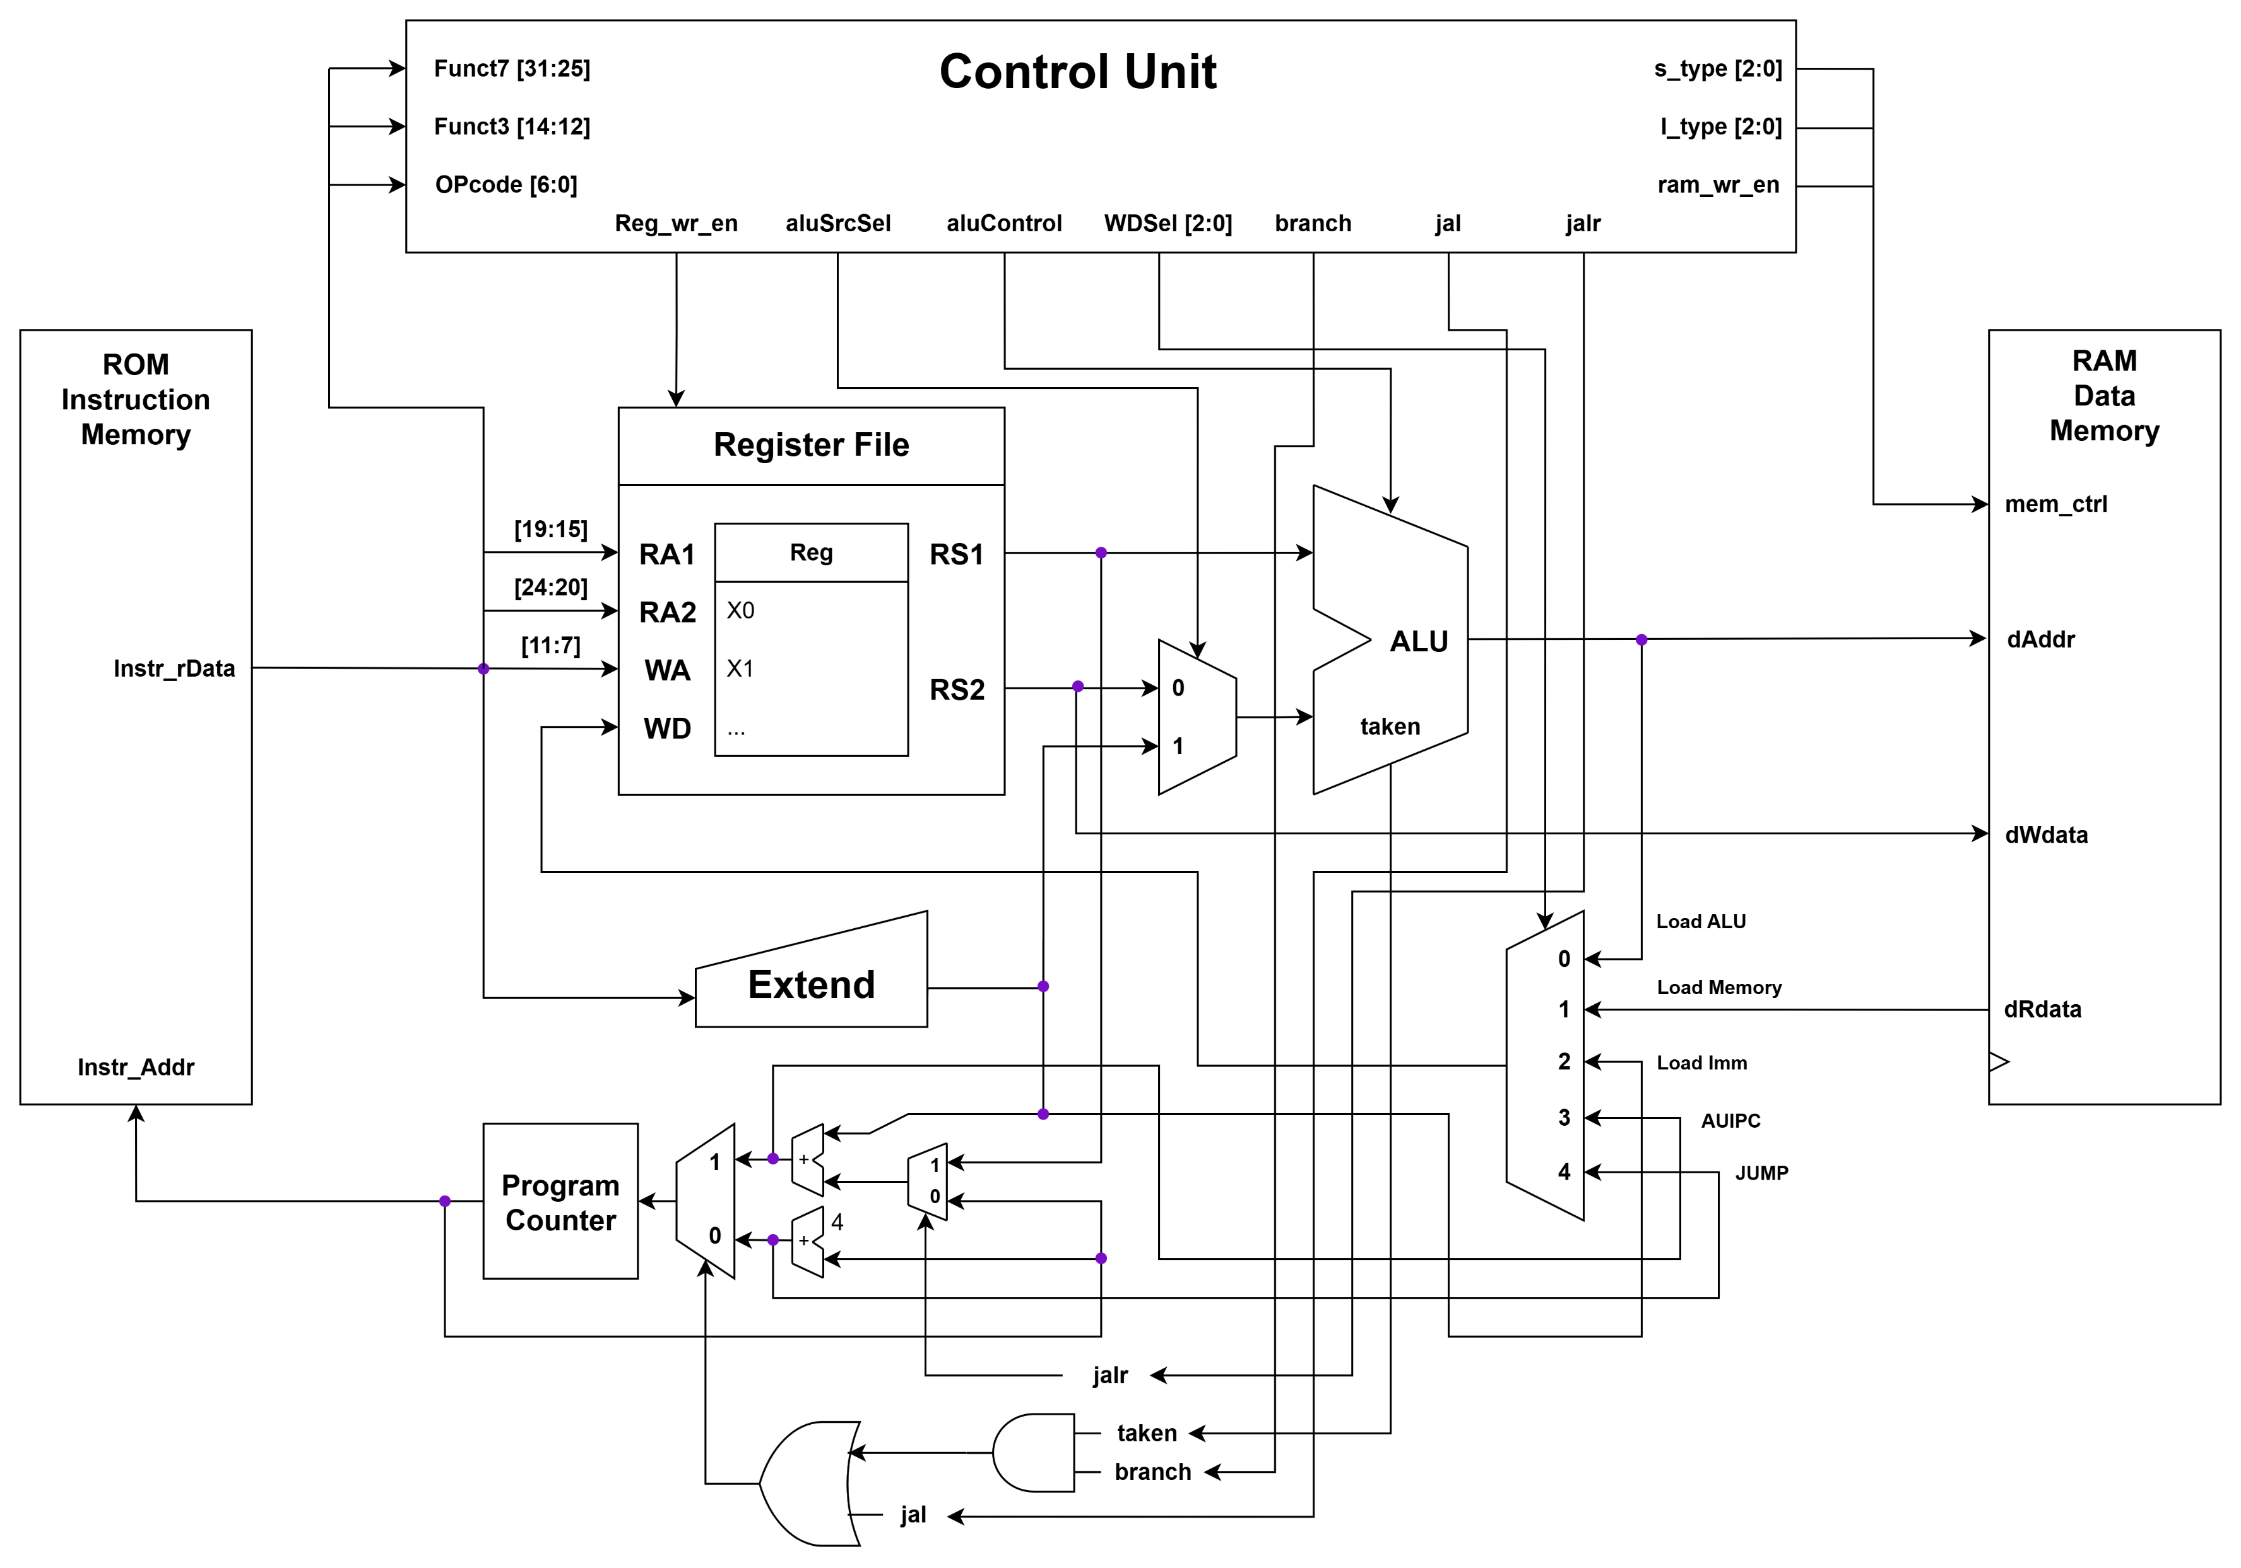 Control Unit
Funct7 [31:25]
Funct3 [14:12]
OPcode [6:0]
s_type [2:0]
l_type [2:0]
ram_wr_en
Reg_wr_en
aluSrcSel
aluControl
WDSel [2:0]
branch
jal
jalr
ROM
Instruction
Memory
Instr_rData
Instr_Addr
Register File
[19:15]
[24:20]
[11:7]
RA1
RA2
WA
WD
Reg
X0
X1
...
RS1
RS2
0
1
ALU
taken
RAM
Data
Memory
mem_ctrl
dAddr
dWdata
dRdata
Extend
Load ALU
Load Memory
Load Imm
AUIPC
JUMP
0
1
2
3
4
Program
Counter
1
0
+
+
4
1
0
jalr
taken
branch
jal